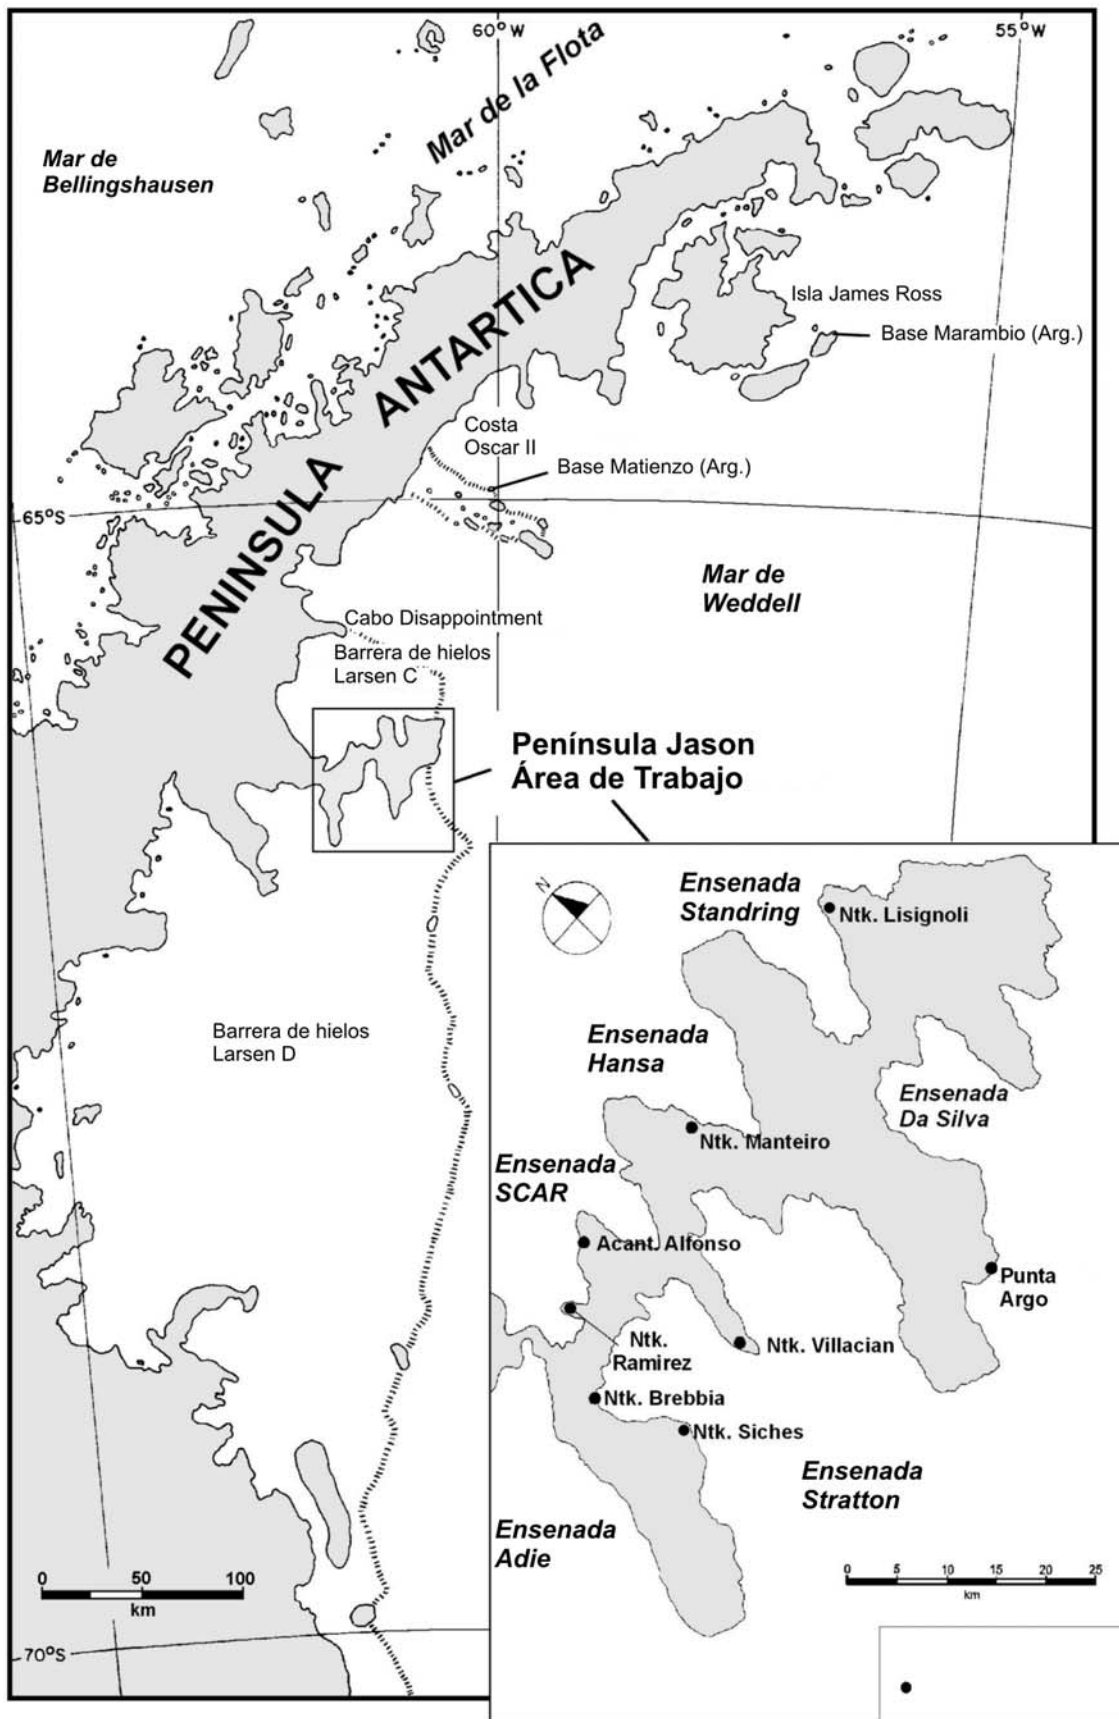 60°W
55°W
Mar de la Flota
Mar de
Bellingshausen
PENINSULA ANTARTICA
Isla James Ross
Base Marambio (Arg.)
Costa
Oscar II
Base Matienzo (Arg.)
65°S
Mar de
Weddell
Cabo Disappointment
Barrera de hielos
Larsen C
Península Jason
Área de Trabajo
Barrera de hielos
Larsen D
0 50 100
km
70°S
N
Ensenada
Standring
Ntk. Lisignoli
Ensenada
Hansa
Ensenada
Da Silva
Ntk. Manteiro
Ensenada
SCAR
Acant. Alfonso
Punta
Argo
Ntk.
Ramirez
Ntk. Villacian
Ntk. Brebbia
Ntk. Siches
Ensenada
Stratton
Ensenada
Adie
0 5 10 15 20 25
km